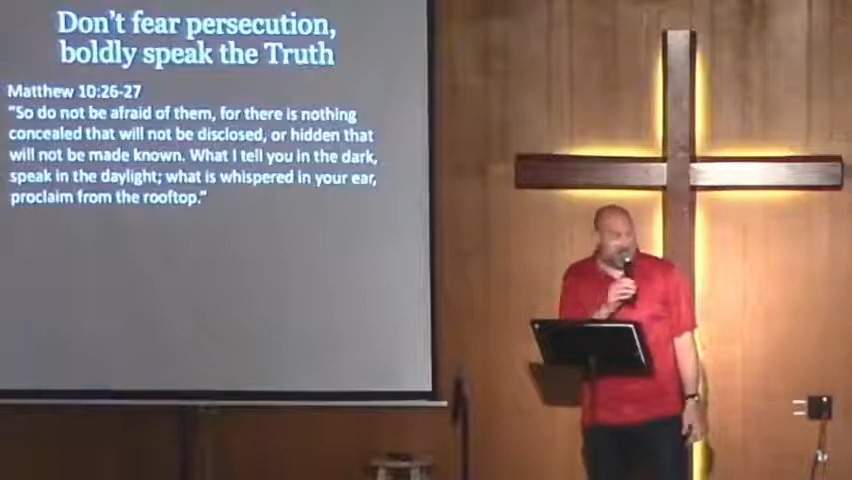 Don't fear persecution,
boldly speak the Truth
Matthew 10:26-27
"So do not be afraid of them, for there is nothing
concealed that will not be disclosed, or hidden that
will not be made known. What I tell you in the dark,
speak in the daylight; what is whispered in your ear,
proclaim from the rooftop."